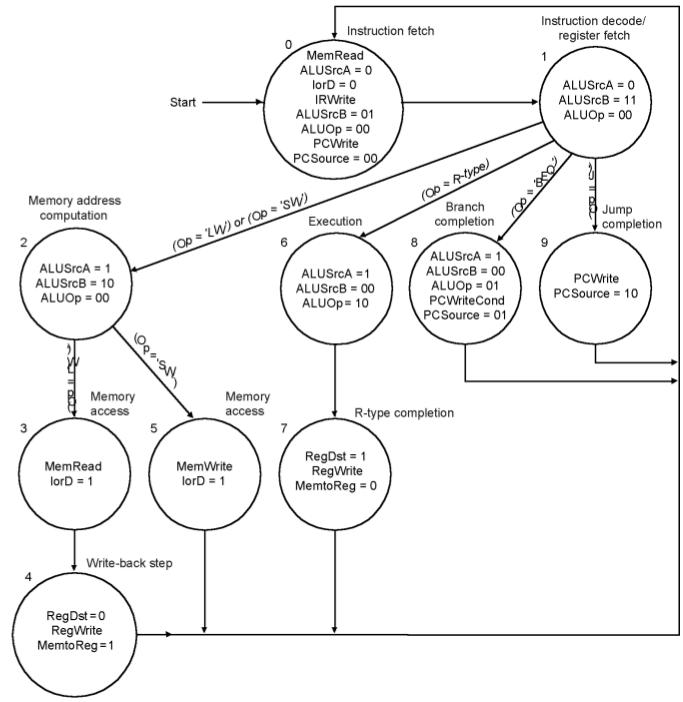 Instruction fetch
0
MemRead
ALUSrcA = 0
IorD = 0
IRWrite
ALUSrcB = 01
ALUOp = 00
PCWrite
PCSource = 00
Start
Instruction decode/
register fetch
1
ALUSrcA = 0
ALUSrcB = 11
ALUOp = 00
(Op = 'LW) or (Op = 'SW)
(Op = R-type)
(Op = 'BEQ')
Memory address
computation
2
ALUSrcA = 1
ALUSrcB = 10
ALUOp = 00
Execution
6
ALUSrcA =1
ALUSrcB = 00
ALUOp= 10
Branch
completion
8
ALUSrcA = 1
ALUSrcB = 00
ALUOp = 01
PCWriteCond
PCSource = 01
Jump
completion
9
PCWrite
PCSource = 10
(Op ='SW)
Memory
access
3
MemRead
IorD = 1
Memory
access
5
MemWrite
IorD = 1
R-type completion
7
RegDst = 1
RegWrite
MemtoReg = 0
Write-back step
4
RegDst=0
RegWrite
MemtoReg=1